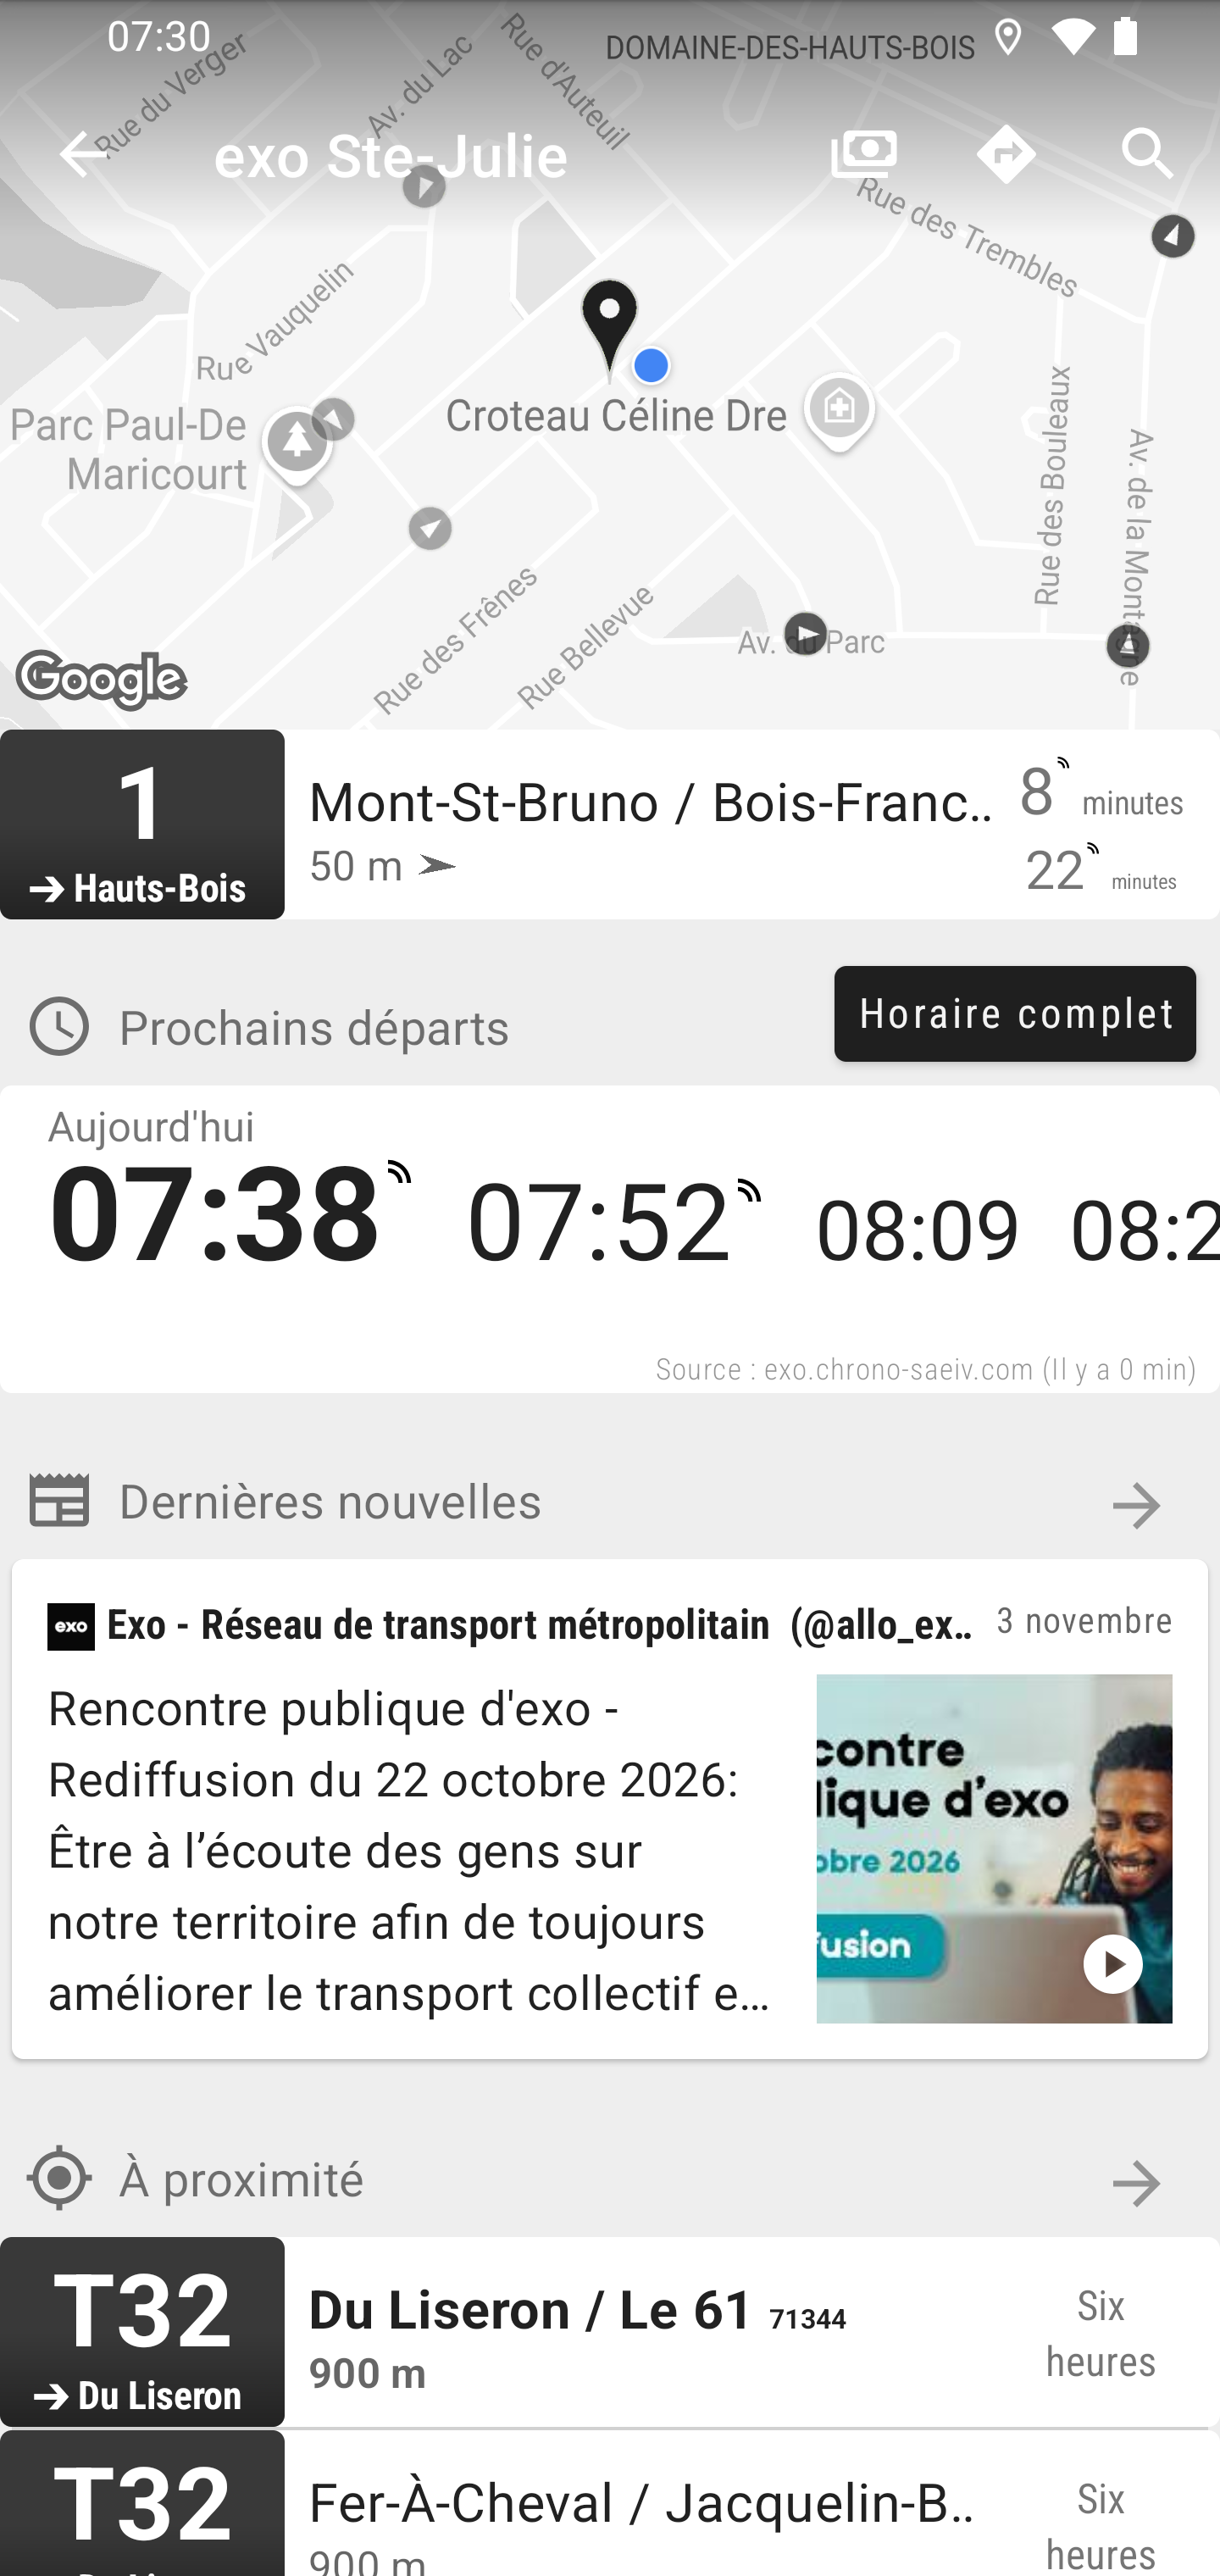 07:30
DOMAINE-DES-HAUTS-BOIS
Rue du Verger
Av. du Lac
Rue d'Auteuil
exo Ste-Julie
Rue des Trembles
Rue Vauquelin
Parc Paul-De
Maricourt
Croteau Céline Dre
Rue des Bouleaux
Av. de la Montagne
Rue des Frênes
Rue Bellevue
Av. du Parc
Google
1
Hauts-Bois
Mont-St-Bruno / Bois-Franc..
50 m
8 minutes
22 minutes
Prochains départs
Horaire complet
Aujourd'hui
07:38 07:52 08:09 08:2
Source : exo.chrono-saeiv.com (Il y a 0 min)
Dernières nouvelles
exo
Exo - Réseau de transport métropolitain (@allo_ex… 3 novembre
Rencontre publique d'exo -
Rediffusion du 22 octobre 2026:
Être à l’écoute des gens sur
notre territoire afin de toujours
améliorer le transport collectif e…
contre
lique d'exo
obre 2026
fusion
À proximité
T32
Du Liseron
Du Liseron / Le 61 71344
900 m
Six
heures
T32
Fer-À-Cheval / Jacquelin-B..
900 m
Six
heures